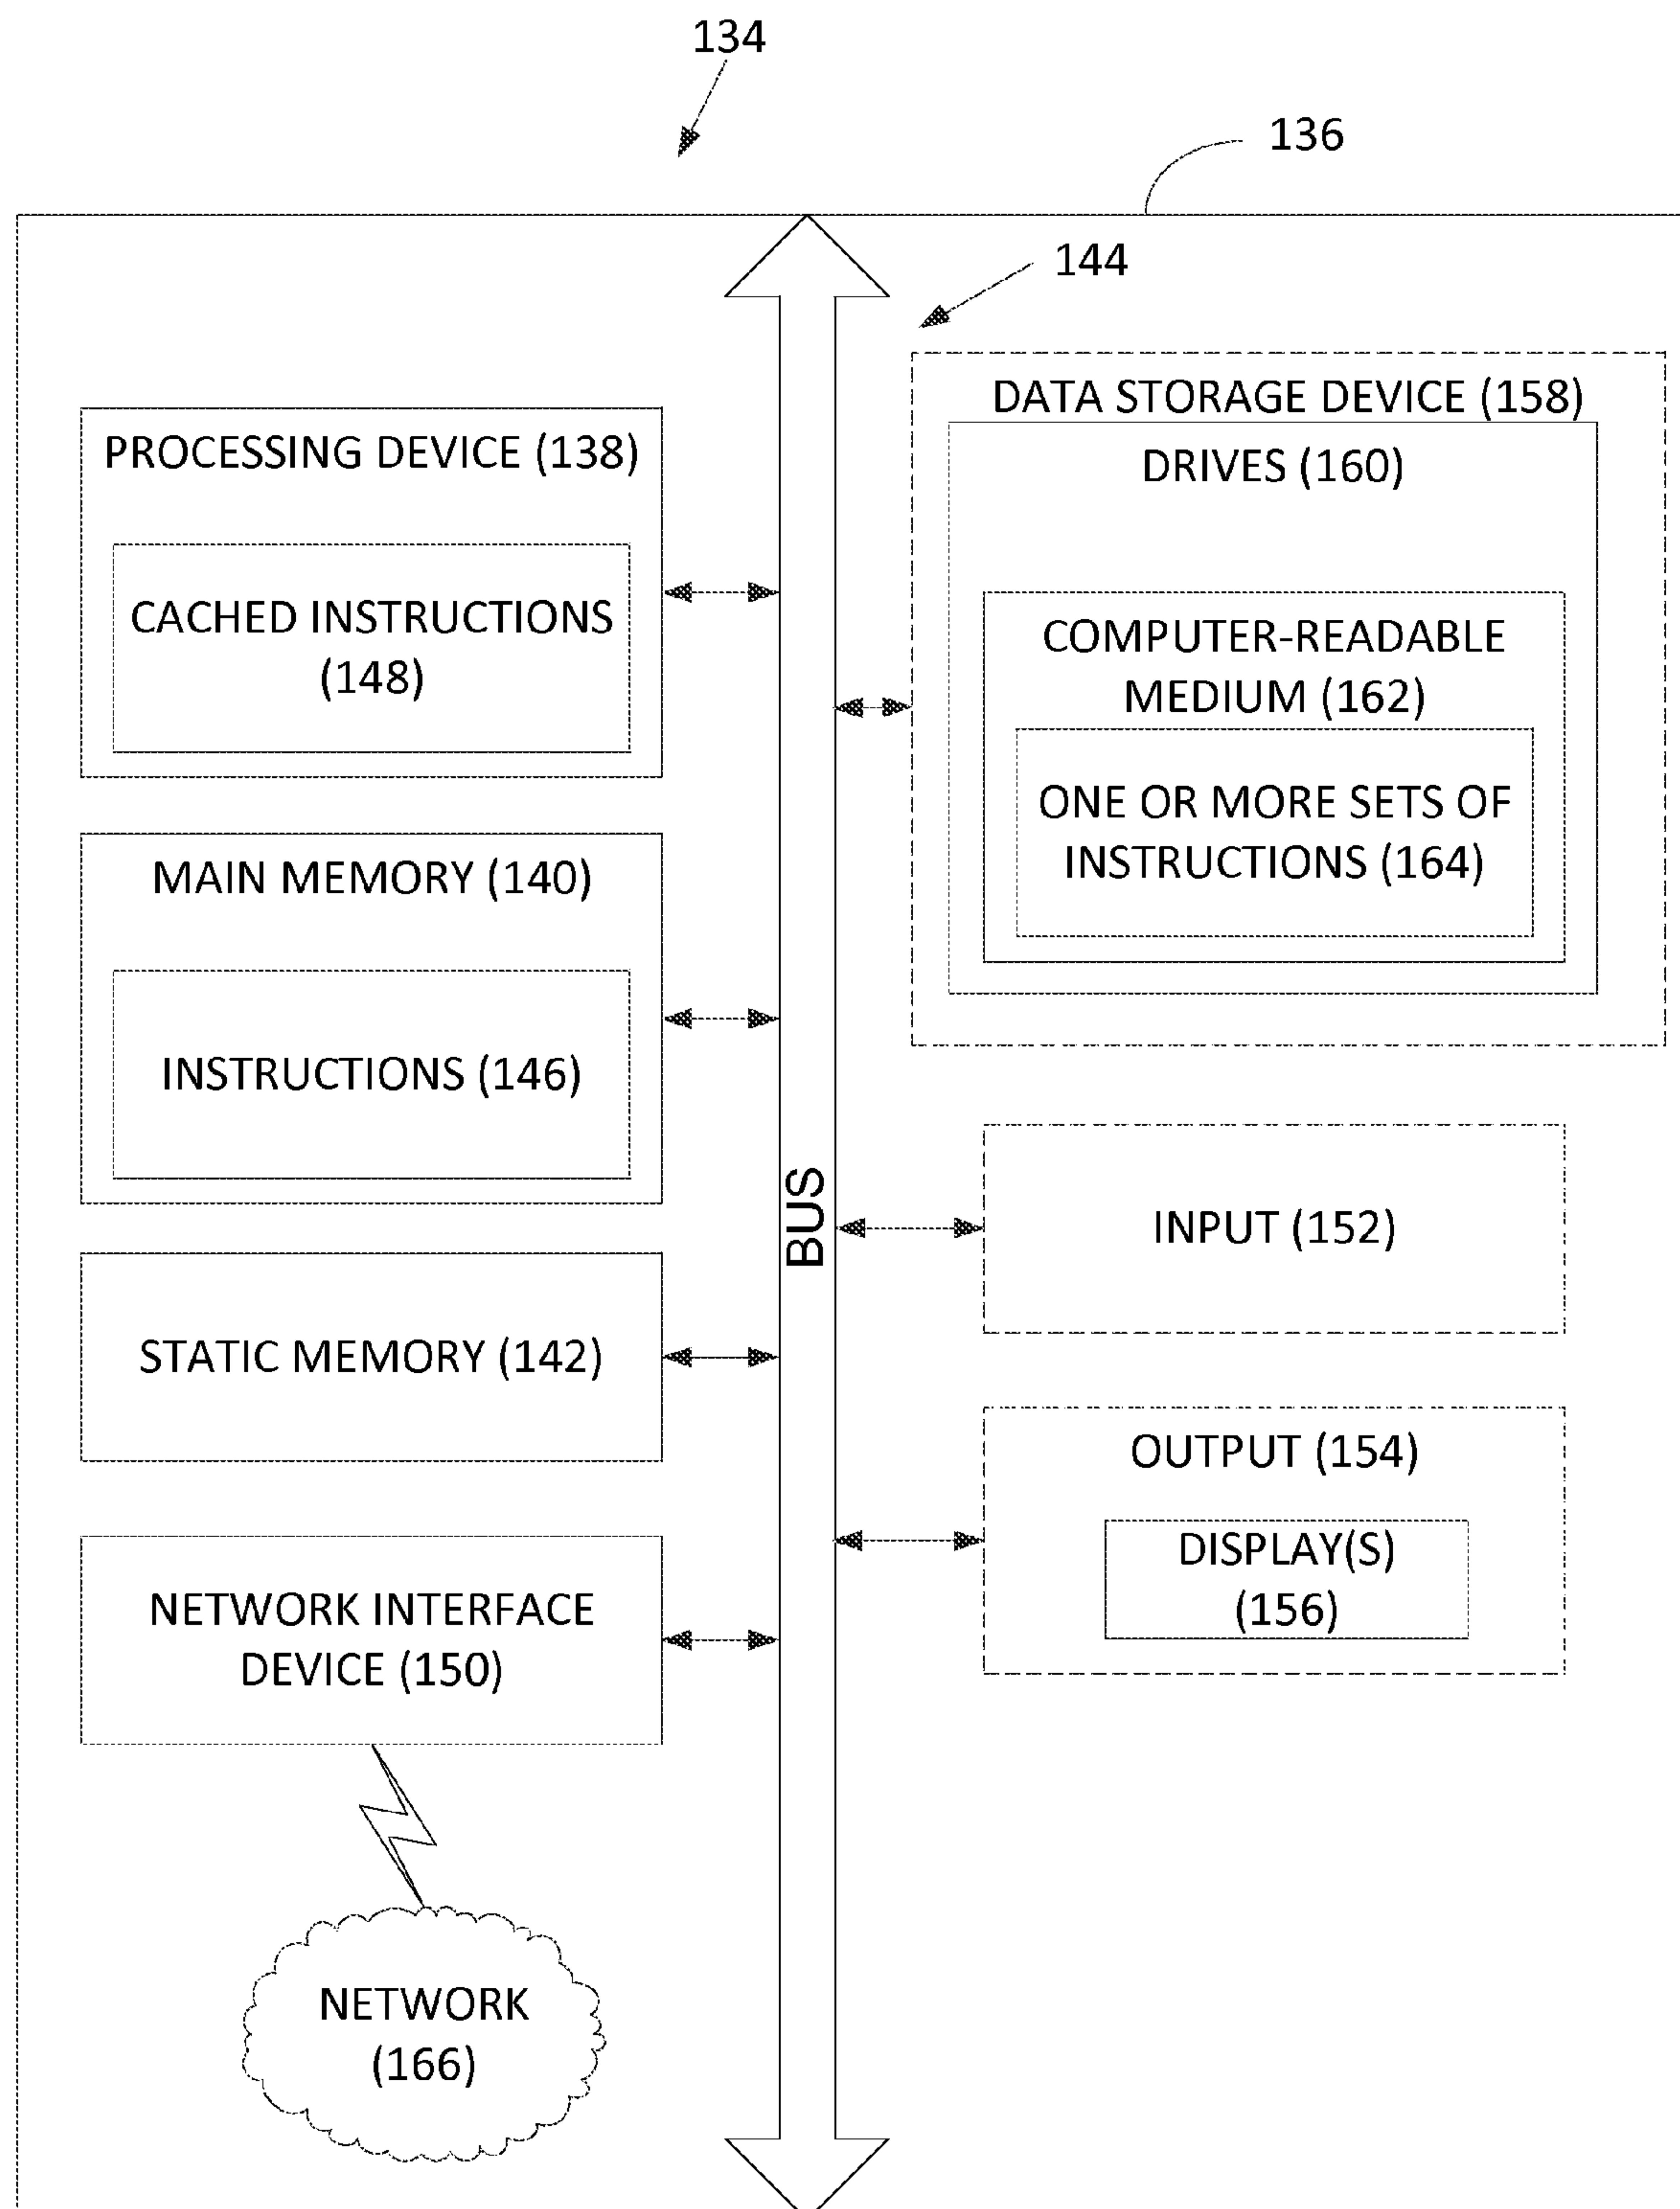 134
136
144
PROCESSING DEVICE (138)
CACHED INSTRUCTIONS
(148)
MAIN MEMORY (140)
INSTRUCTIONS (146)
STATIC MEMORY (142)
NETWORK INTERFACE
DEVICE (150)
NETWORK
(166)
BUS
DATA STORAGE DEVICE (158)
DRIVES (160)
COMPUTER-READABLE
MEDIUM (162)
ONE OR MORE SETS OF
INSTRUCTIONS (164)
INPUT (152)
OUTPUT (154)
DISPLAY(S)
(156)